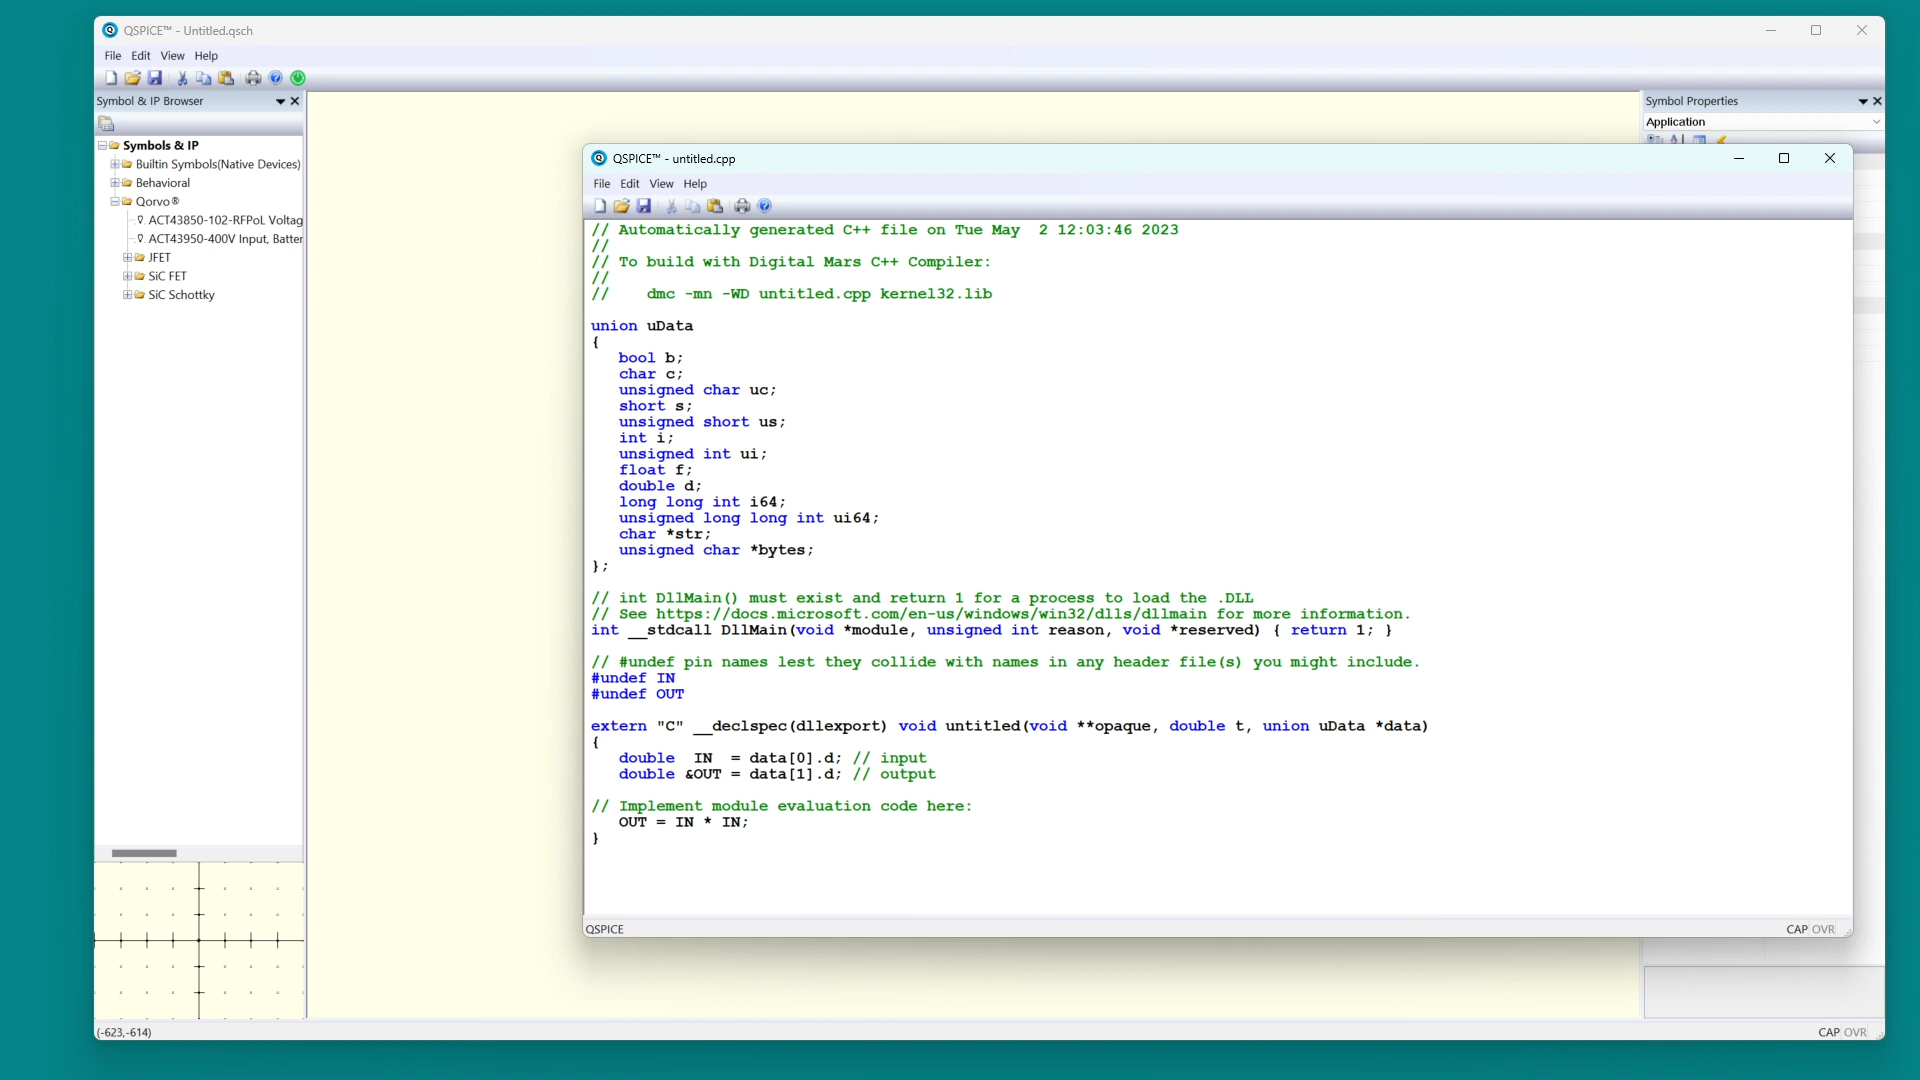 QSPICE™ - Untitled.qsch
File Edit View Help
Symbol & IP Browser
Symbols & IP
Builtin Symbols(Native Devices)
Behavioral
Qorvo®
ACT43850-102-RFPoL Voltag
ACT43950-400V Input, Batter
JFET
SiC FET
SiC Schottky
(-623,-614)
Symbol Properties
Application
QSPICE™ - untitled.cpp
File Edit View Help
// Automatically generated C++ file on Tue May  2 12:03:46 2023
//
// To build with Digital Mars C++ Compiler:
//
//    dmc -mn -WD untitled.cpp kernel32.lib
union uData
{
   bool b;
   char c;
   unsigned char uc;
   short s;
   unsigned short us;
   int i;
   unsigned int ui;
   float f;
   double d;
   long long int i64;
   unsigned long long int ui64;
   char *str;
   unsigned char *bytes;
};
// int DllMain() must exist and return 1 for a process to load the .DLL
// See https://docs.microsoft.com/en-us/windows/win32/dlls/dllmain for more information.
int __stdcall DllMain(void *module, unsigned int reason, void *reserved) { return 1; }
// #undef pin names lest they collide with names in any header file(s) you might include.
#undef IN
#undef OUT
extern "C" __declspec(dllexport) void untitled(void **opaque, double t, union uData *data)
{
   double  IN  = data[0].d; // input
   double &OUT = data[1].d; // output
// Implement module evaluation code here:
   OUT = IN * IN;
}
QSPICE
CAP OVR
CAP OVR